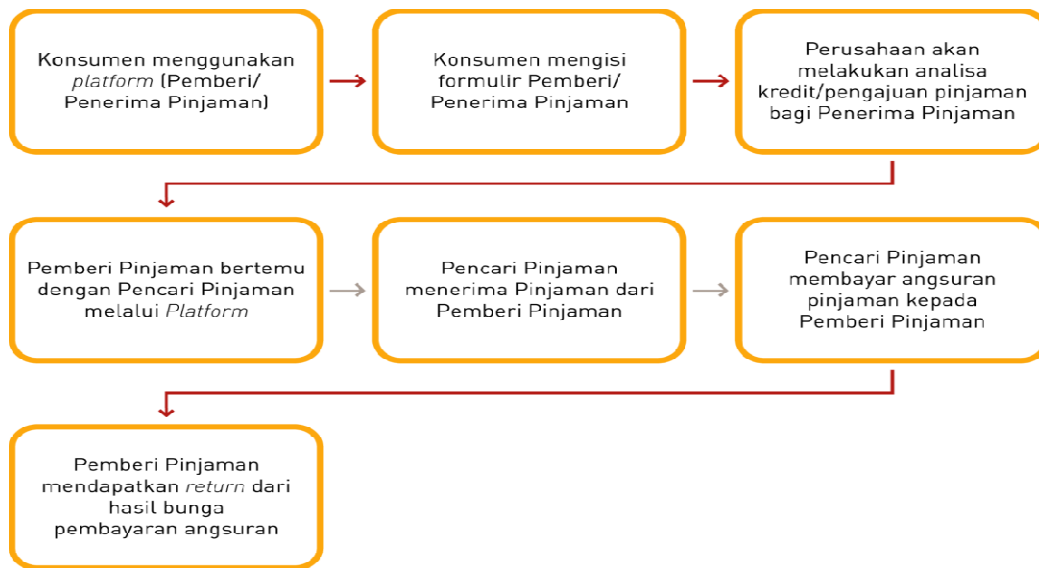 Konsumen menggunakan
platform (Pemberi/
Penerima Pinjaman)
Konsumen mengisi
formulir Pemberi/
Penerima Pinjaman
Perusahaan akan
melakukan analisa
kredit/pengajuan pinjaman
bagi Penerima Pinjaman
Pemberi Pinjaman bertemu
dengan Pencari Pinjaman
melalui Platform
Pencari Pinjaman
menerima Pinjaman dari
Pemberi Pinjaman
Pencari Pinjaman
membayar angsuran
pinjaman kepada
Pemberi Pinjaman
Pemberi Pinjaman
mendapatkan return dari
hasil bunga
pembayaran angsuran